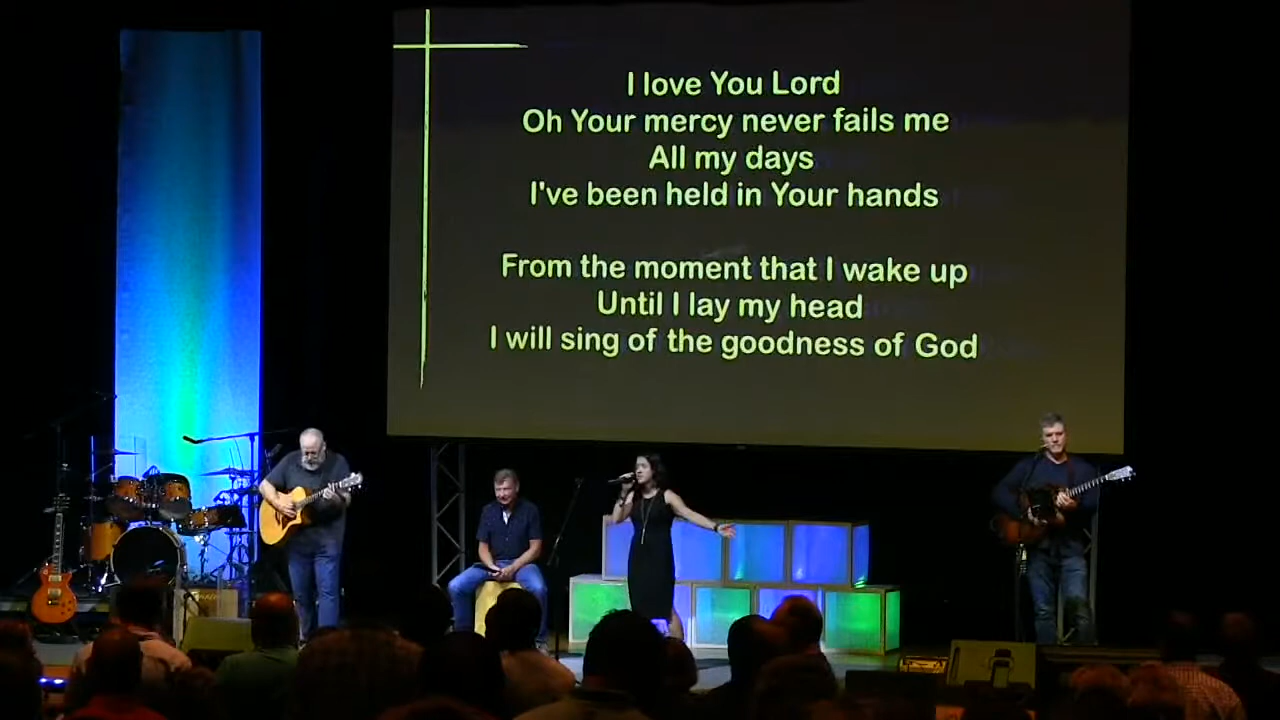 I love You Lord
Oh Your mercy never fails me
All my days
I've been held in Your hands
From the moment that I wake up
Until I lay my head
I will sing of the goodness of God